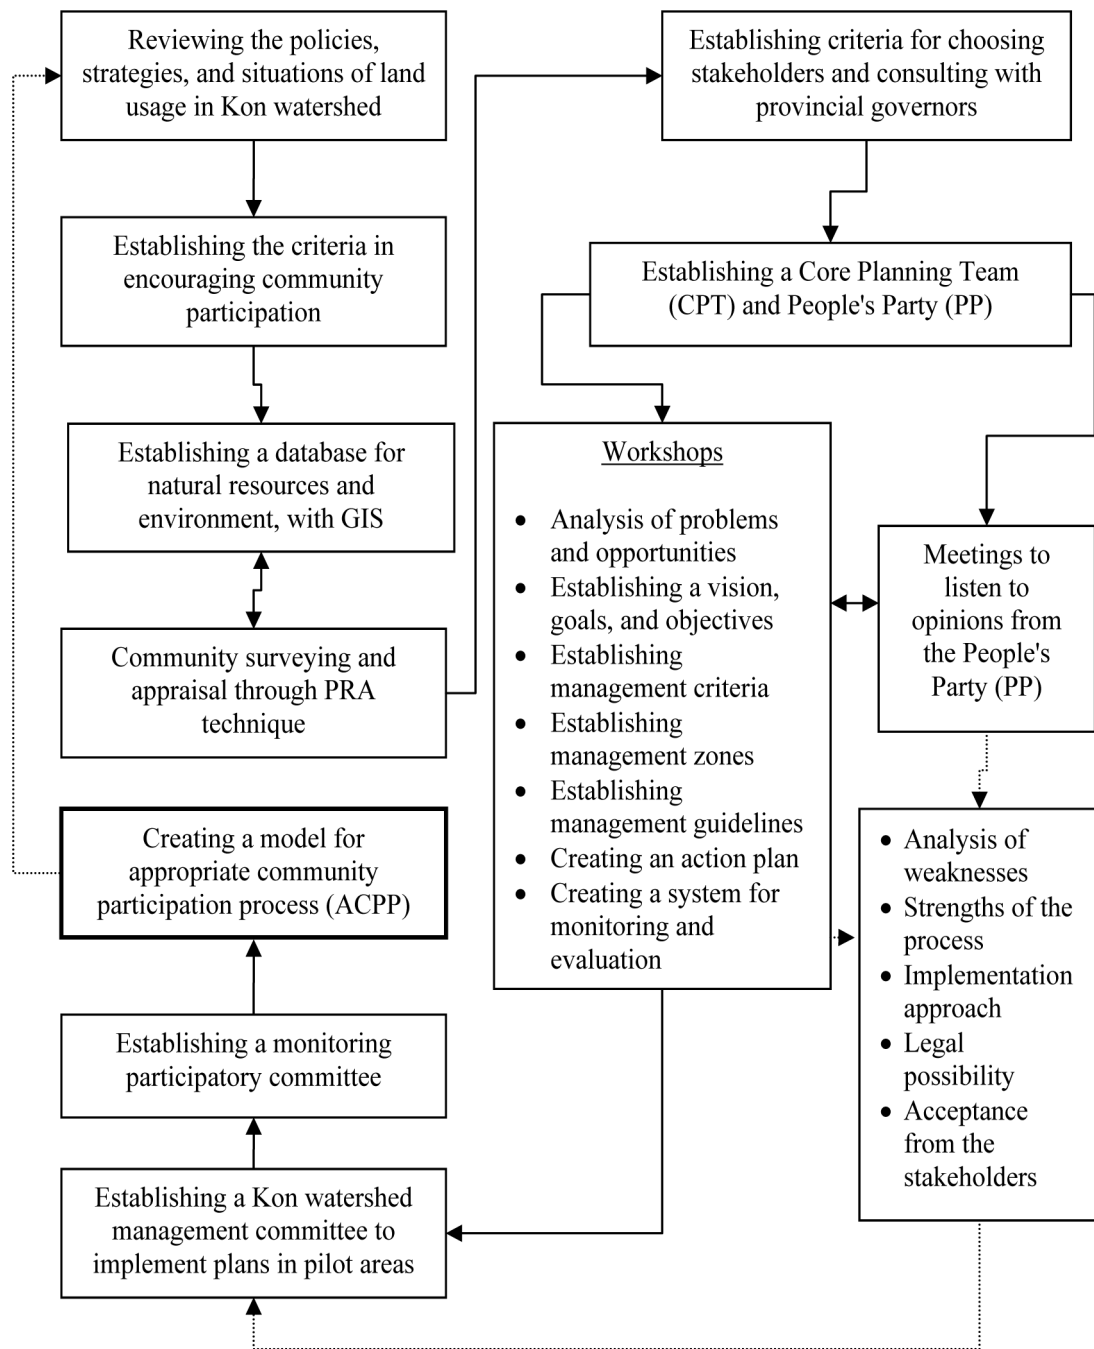 Reviewing the policies,
strategies, and situations of land
usage in Kon watershed
Establishing the criteria in
encouraging community
participation
Establishing a database for
natural resources and
environment, with GIS
Community surveying and
appraisal through PRA
technique
Creating a model for
appropriate community
participation process (ACPP)
Establishing a monitoring
participatory committee
Establishing a Kon watershed
management committee to
implement plans in pilot areas
Establishing criteria for choosing
stakeholders and consulting with
provincial governors
Establishing a Core Planning Team
(CPT) and People's Party (PP)
Workshops
• Analysis of problems
and opportunities
• Establishing a vision,
goals, and objectives
• Establishing
management criteria
• Establishing
management zones
• Establishing
management guidelines
• Creating an action plan
• Creating a system for
monitoring and
evaluation
Meetings to
listen to
opinions from
the People's
Party (PP)
• Analysis of
weaknesses
• Strengths of the
process
• Implementation
approach
• Legal
possibility
• Acceptance
from the
stakeholders